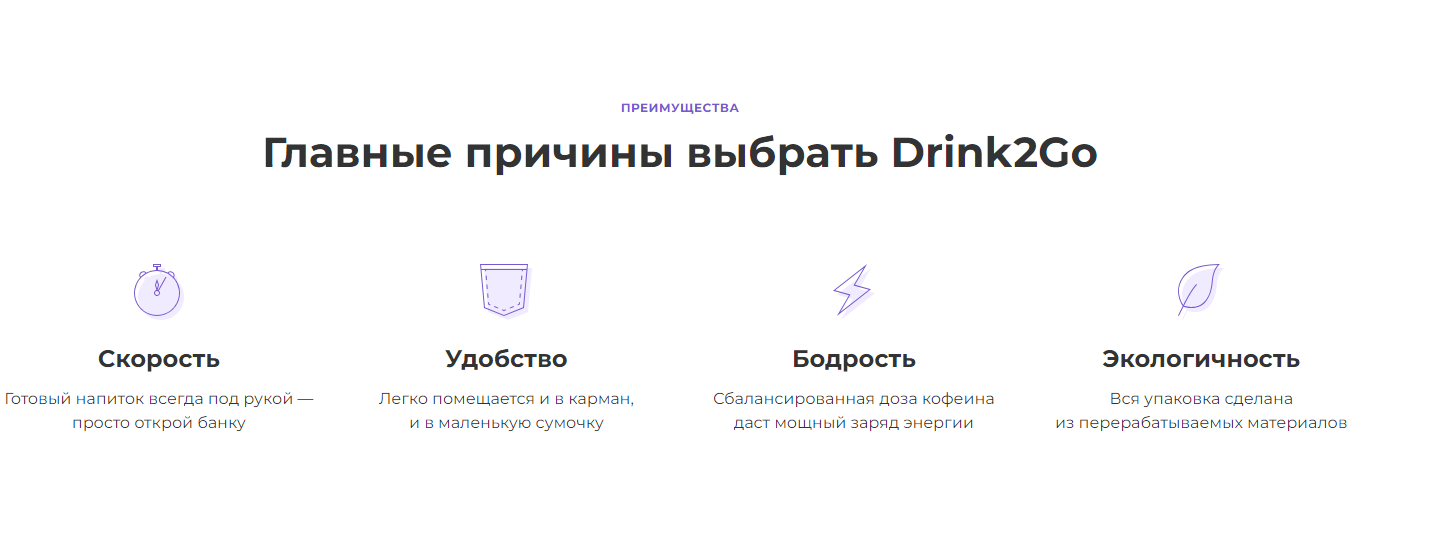 ПРЕИМУЩЕСТВА
Главные причины выбрать Drink2Go
Скорость
Готовый напиток всегда под рукой —
просто открой банку
Удобство
Легко помещается и в карман,
и в маленькую сумочку
Бодрость
Сбалансированная доза кофеина
даст мощный заряд энергии
Экологичность
Вся упаковка сделана
из перерабатываемых материалов